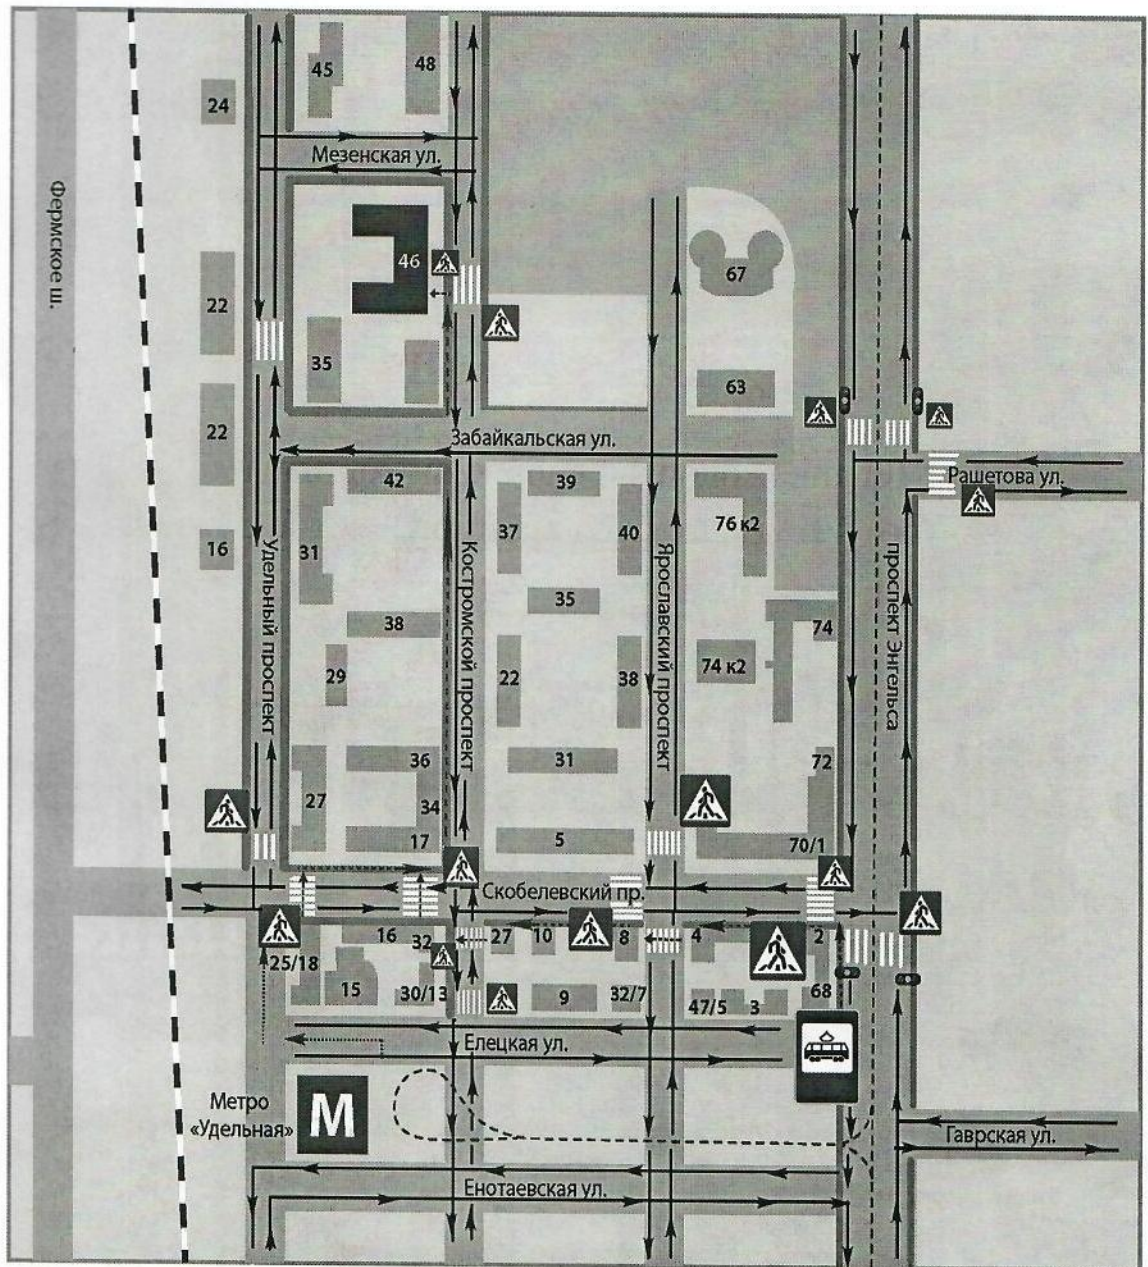 45
48
24
Мезенская ул.
Фермское ш.
46
67
22
35
63
22
Забайкальская ул.
Рашетова ул.
42
39
31
37
40
76 к2
16
Удельный проспект
Костромской проспект
Ярославский проспект
проспект Энгельса
35
38
74
29
22
38
74 к2
36
31
72
27
34
17
5
70/1
Скобелевский пр.
16
32
27
10
8
4
2
25/18
15
30/13
9
32/7
47/5
3
68
Елецкая ул.
Метро
«Удельная»
М
Гаврская ул.
Енотаевская ул.